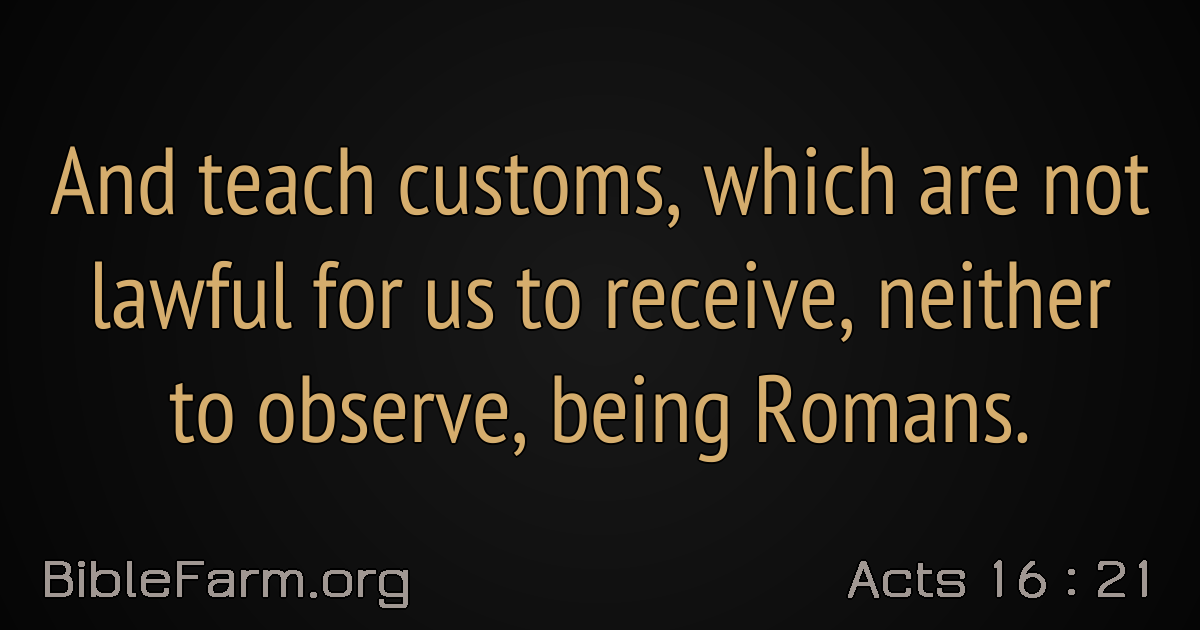 And teach customs, which are not
lawful for us to receive, neither
to observe, being Romans.
BibleFarm.org
Acts 16 : 21